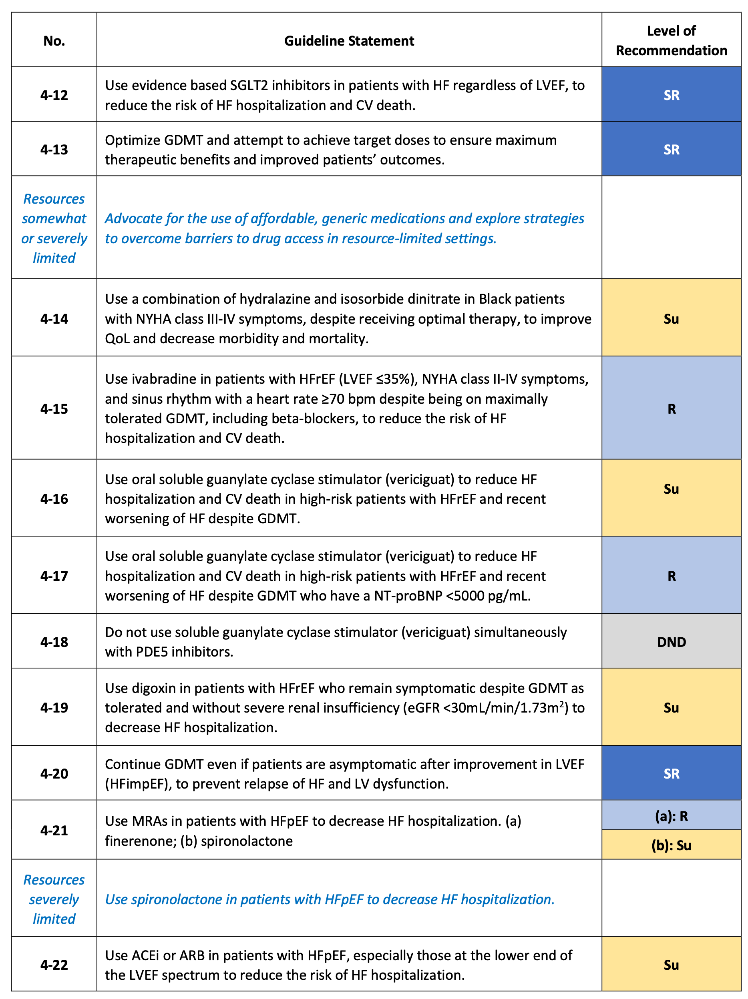 No.
Guideline Statement
Level of
Recommendation
4-12
Use evidence based SGLT2 inhibitors in patients with HF regardless of LVEF, to
reduce the risk of HF hospitalization and CV death.
SR
4-13
Optimize GDMT and attempt to achieve target doses to ensure maximum
therapeutic benefits and improved patients’ outcomes.
SR
Resources
somewhat
or severely
limited
Advocate for the use of affordable, generic medications and explore strategies
to overcome barriers to drug access in resource-limited settings.
4-14
Use a combination of hydralazine and isosorbide dinitrate in Black patients
with NYHA class III-IV symptoms, despite receiving optimal therapy, to improve
QoL and decrease morbidity and mortality.
Su
4-15
Use ivabradine in patients with HFrEF (LVEF ≤35%), NYHA class II-IV symptoms,
and sinus rhythm with a heart rate ≥70 bpm despite being on maximally
tolerated GDMT, including beta-blockers, to reduce the risk of HF
hospitalization and CV death.
R
4-16
Use oral soluble guanylate cyclase stimulator (vericiguat) to reduce HF
hospitalization and CV death in high-risk patients with HFrEF and recent
worsening of HF despite GDMT.
Su
4-17
Use oral soluble guanylate cyclase stimulator (vericiguat) to reduce HF
hospitalization and CV death in high-risk patients with HFrEF and recent
worsening of HF despite GDMT who have a NT-proBNP <5000 pg/mL.
R
4-18
Do not use soluble guanylate cyclase stimulator (vericiguat) simultaneously
with PDE5 inhibitors.
DND
4-19
Use digoxin in patients with HFrEF who remain symptomatic despite GDMT as
tolerated and without severe renal insufficiency (eGFR <30mL/min/1.73m²) to
decrease HF hospitalization.
Su
4-20
Continue GDMT even if patients are asymptomatic after improvement in LVEF
(HFimpEF), to prevent relapse of HF and LV dysfunction.
SR
4-21
Use MRAs in patients with HFpEF to decrease HF hospitalization. (a)
finerenone; (b) spironolactone
(a): R
(b): Su
Resources
severely
limited
Use spironolactone in patients with HFpEF to decrease HF hospitalization.
4-22
Use ACEi or ARB in patients with HFpEF, especially those at the lower end of
the LVEF spectrum to reduce the risk of HF hospitalization.
Su